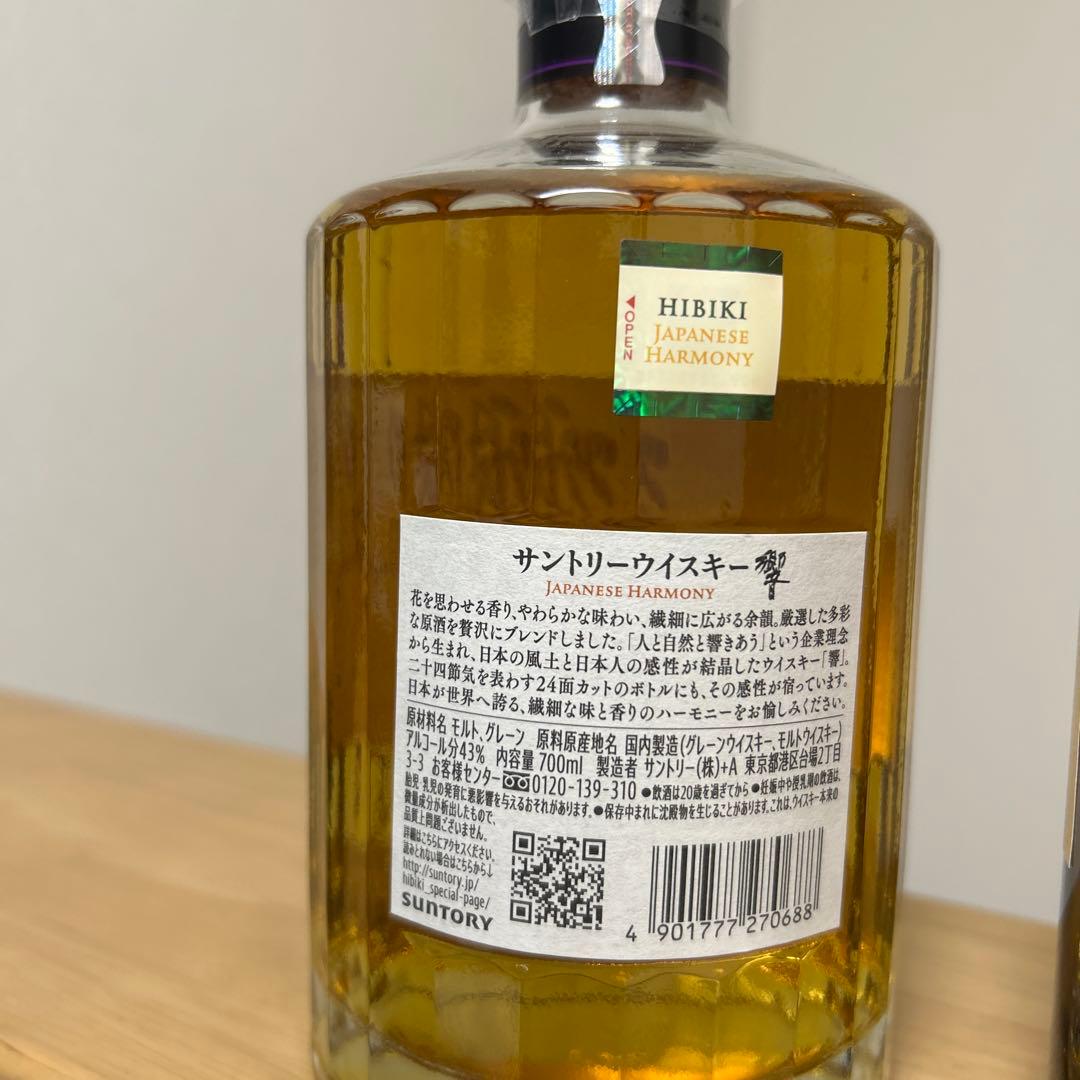 HIBIKI
JAPANESE
HARMONY
OPEN
サントリーウイスキー響
JAPANESE HARMONY
花を思わせる香り、やわらかな味わい、繊細に広がる余韻。厳選した多彩
な原酒を贅沢にブレンドしました。「人と自然と響きあう」という企業理念
から生まれ、日本の風土と日本人の感性が結晶したウイスキー「響」。
二十四節気を表わす24面カットのボトルにも、その感性が宿っています。
日本が世界へ誇る、繊細な味と香りのハーモニーをお愉しみください。
原材料名 モルト、グレーン 原料原産地名 国内製造(グレーンウイスキー、モルトウイスキー)
アルコール分43% 内容量 700ml 製造者 サントリー(株)+A 東京都港区台場2丁目
3-3 お客様センター 0120-139-310 ●飲酒は20歳を過ぎてから ●妊娠中や授乳期の飲酒は、
胎児・乳児の発育に悪影響を与えるおそれがあります。●保存中まれに沈殿物を生じることがあります。これは、ウイスキー本来の
微量成分が析出したもので、
品質上問題ございません。
詳細はこちらにアクセスください。
読みとれない場合はこちらから↓
http://suntory.jp/
hibiki_special-page/
SUNTORY
4 901777 270688